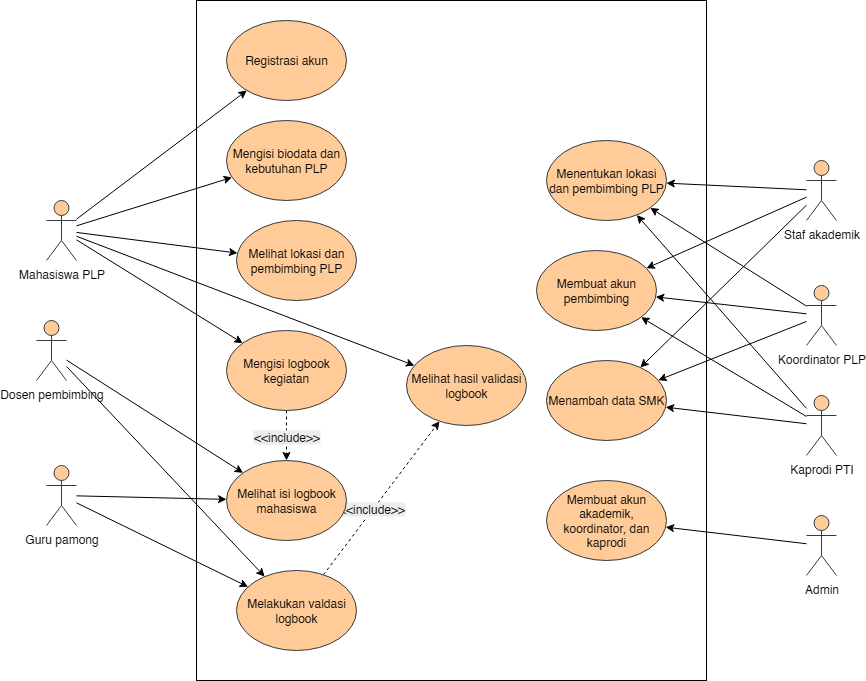 Registrasi akun
Mengisi biodata dan
kebutuhan PLP
Melihat lokasi dan
pembimbing PLP
Mengisi logbook
kegiatan
<<include>>
Melihat isi logbook
mahasiswa
Melakukan valdasi
logbook
Melihat hasil validasi
logbook
<include>>
Menentukan lokasi
dan pembimbing PLP
Membuat akun
pembimbing
Menambah data SMK
Membuat akun
akademik,
koordinator, dan
kaprodi
Mahasiswa PLP
Dosen pembimbing
Guru pamong
Staf akademik
Koordinator PLP
Kaprodi PTI
Admin